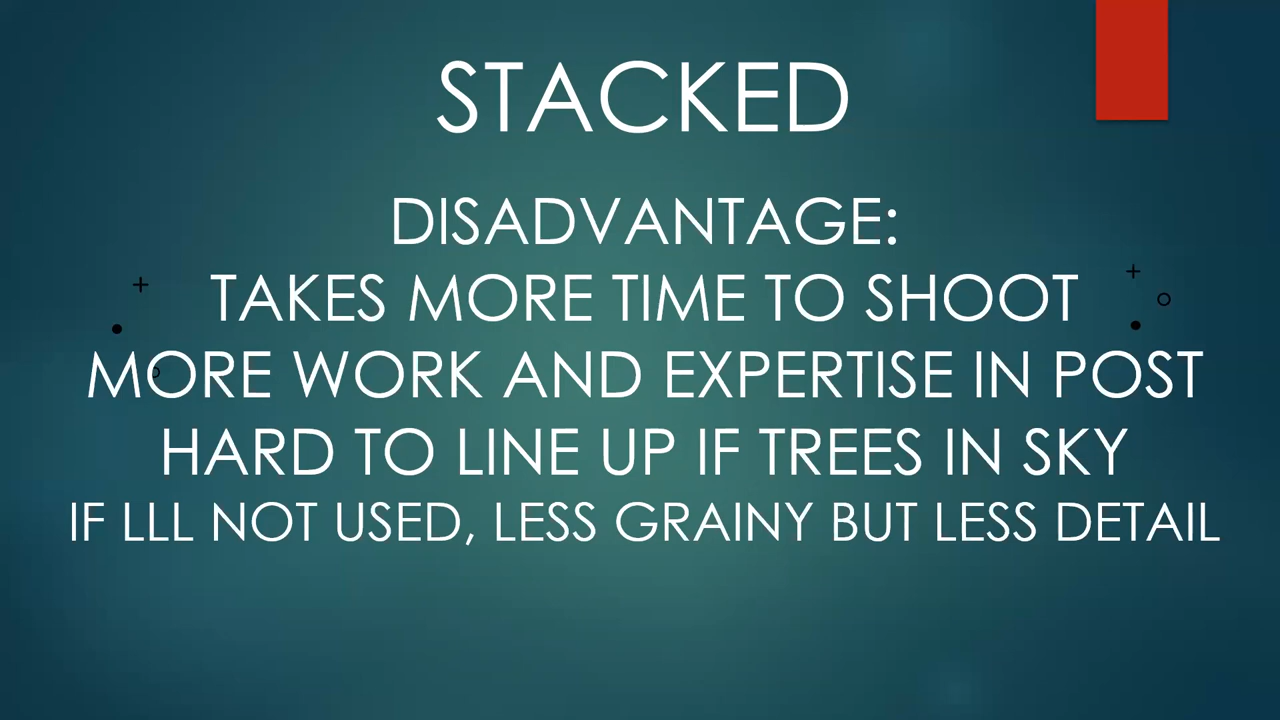 STACKED
DISADVANTAGE:
TAKES MORE TIME TO SHOOT
MORE WORK AND EXPERTISE IN POST
HARD TO LINE UP IF TREES IN SKY
IF LLL NOT USED, LESS GRAINY BUT LESS DETAIL